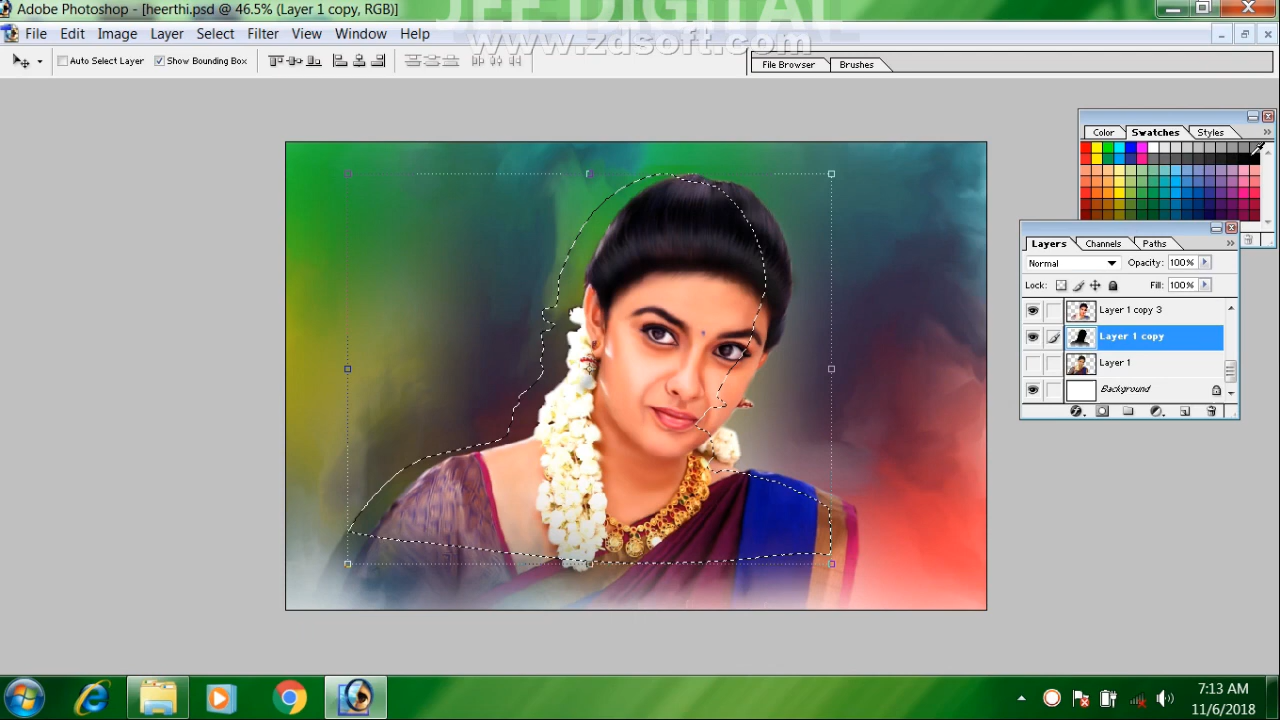 Adobe Photoshop - [heerthi.psd @ 46.5% (Layer 1 copy, RGB)]
JEE DIGITAL
File Edit Image Layer Select Filter View Window Help
www.zdsoft.com
Auto Select Layer Show Bounding Box
File Browser Brushes
Color Swatches Styles
Layers Channels Paths
Normal Opacity: 100%
Lock: Fill: 100%
Layer 1 copy 3
Layer 1 copy
Layer 1
Background
7:13 AM
11/6/2018